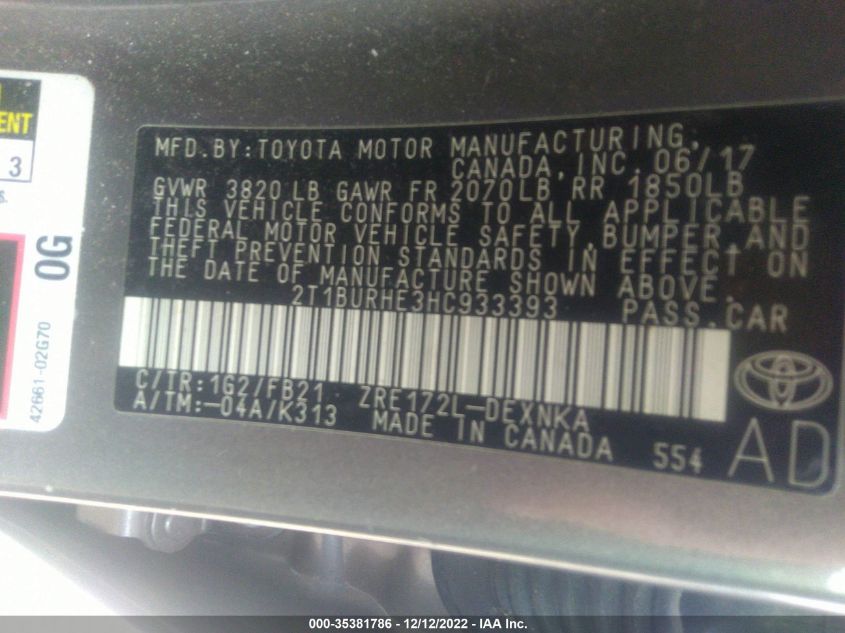 ENT
3
0G
42661-02G70
MFD.BY:TOYOTA MOTOR MANUFACTURING,
CANADA,INC. 06/17
GVWR 3820 LB GAWR FR 2070LB RR 1850LB
THIS VEHICLE CONFORMS TO ALL APPLICABLE
FEDERAL MOTOR VEHICLE SAFETY,BUMPER,AND
THEFT PREVENTION STANDARDS IN EFFECT ON
THE DATE OF MANUFACTURE SHOWN ABOVE.
2T1BURHE3HC933393 PASS.CAR
C/TR:1G2/FB21 ZRE172L-DEXNKA
A/TM:-04A/K313 MADE IN CANADA 554
AD
000-35381786 - 12/12/2022 - IAA Inc.